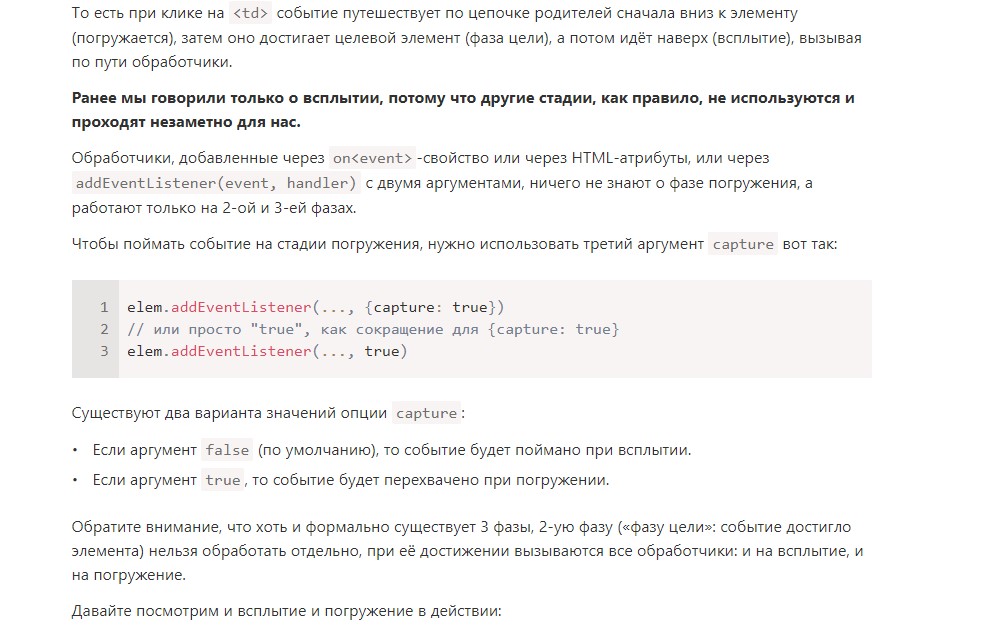 То есть при клике на <td> событие путешествует по цепочке родителей сначала вниз к элементу
(погружается), затем оно достигает целевой элемент (фаза цели), а потом идёт наверх (всплытие), вызывая
по пути обработчики.
Ранее мы говорили только о всплытии, потому что другие стадии, как правило, не используются и
проходят незаметно для нас.
Обработчики, добавленные через on<event>-свойство или через HTML-атрибуты, или через
addEventListener(event, handler) с двумя аргументами, ничего не знают о фазе погружения, а
работают только на 2-ой и 3-ей фазах.
Чтобы поймать событие на стадии погружения, нужно использовать третий аргумент capture вот так:
1 elem.addEventListener(..., {capture: true})
2 // или просто "true", как сокращение для {capture: true}
3 elem.addEventListener(..., true)
Существуют два варианта значений опции capture:
• Если аргумент false (по умолчанию), то событие будет поймано при всплытии.
• Если аргумент true, то событие будет перехвачено при погружении.
Обратите внимание, что хоть и формально существует 3 фазы, 2-ую фазу («фазу цели»: событие достигло
элемента) нельзя обработать отдельно, при её достижении вызываются все обработчики: и на всплытие, и
на погружение.
Давайте посмотрим и всплытие и погружение в действии: